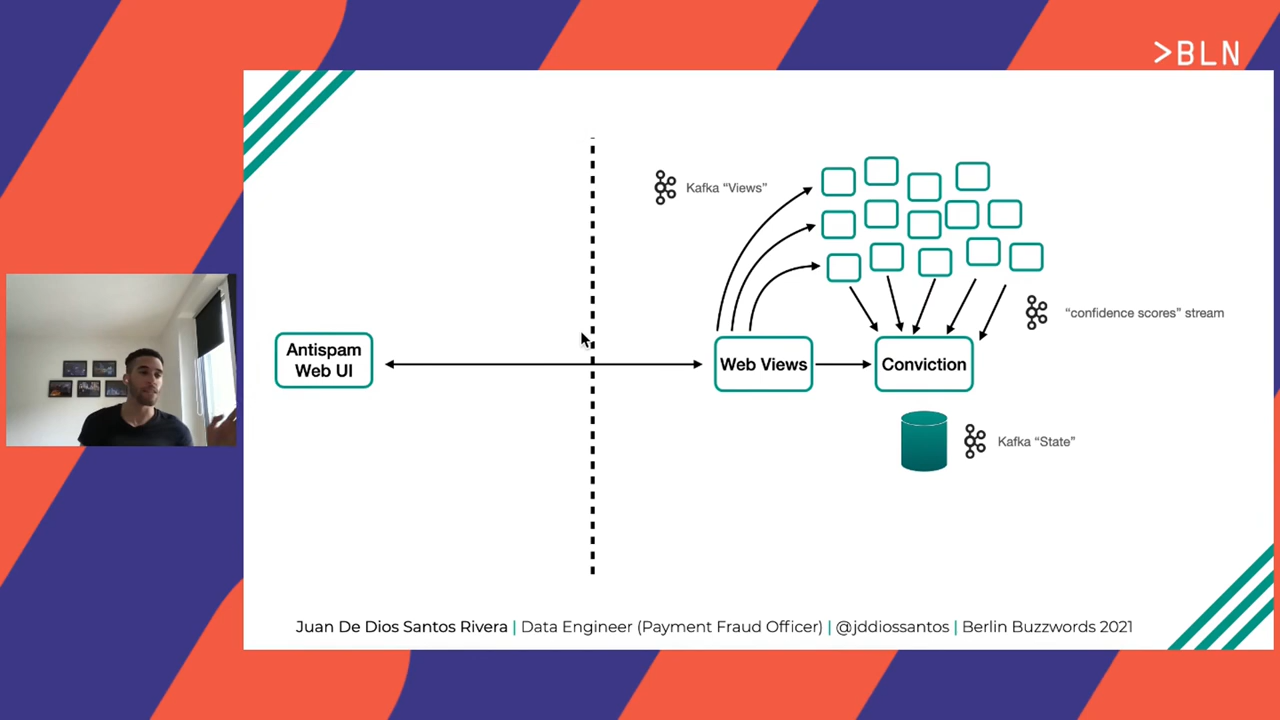 >BLN
Kafka “Views”
“confidence scores” stream
Antispam
Web UI
Web Views
Conviction
Kafka “State”
Juan De Dios Santos Rivera | Data Engineer (Payment Fraud Officer) | @jddiossantos | Berlin Buzzwords 2021